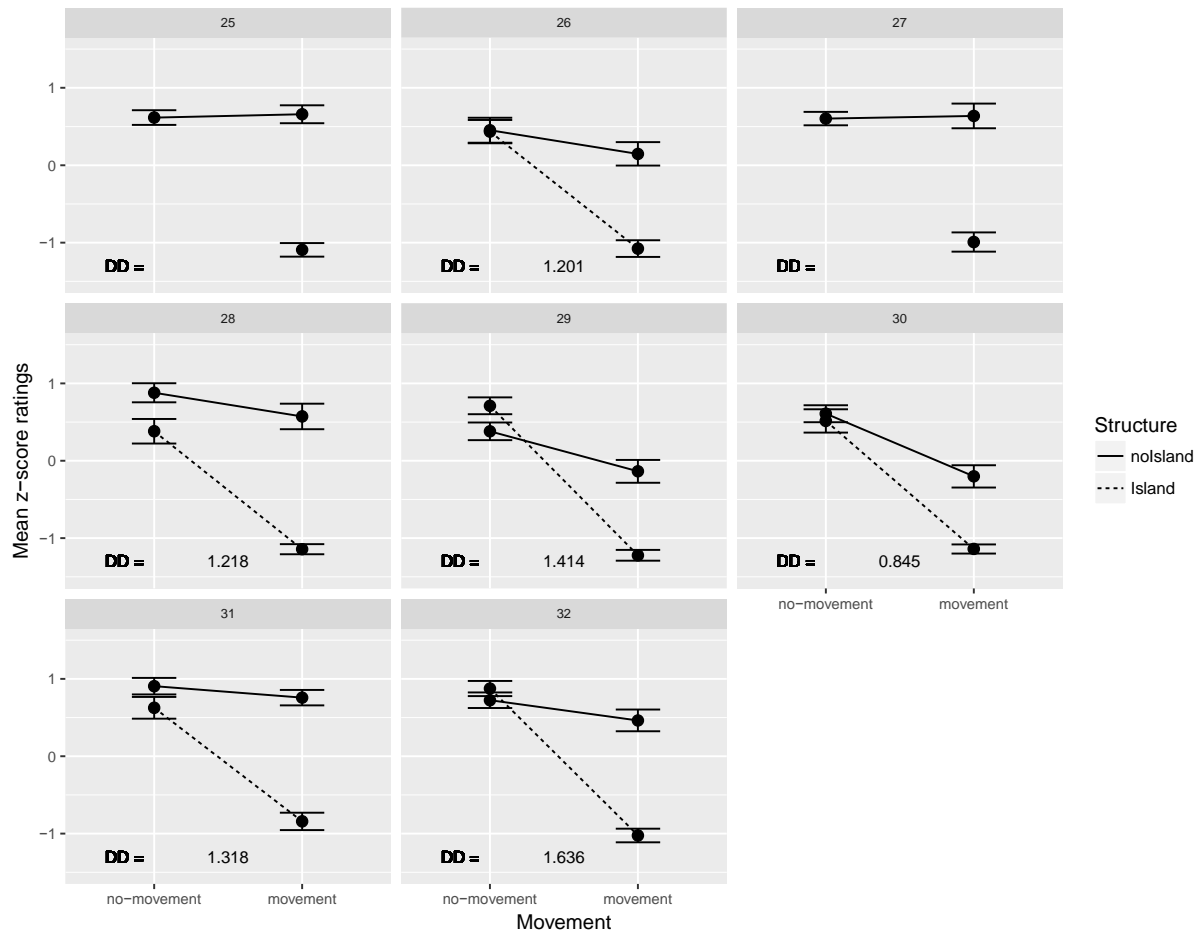 25
26
27
1
0
−1
DD =
DD = 1.201
DD =
28
29
30
1
0
−1
DD = 1.218
DD = 1.414
DD = 0.845
no−movement
movement
31
32
1
0
−1
DD = 1.318
DD = 1.636
no−movement
movement
no−movement
movement
Movement
Mean z−score ratings
Structure
noIsland
Island